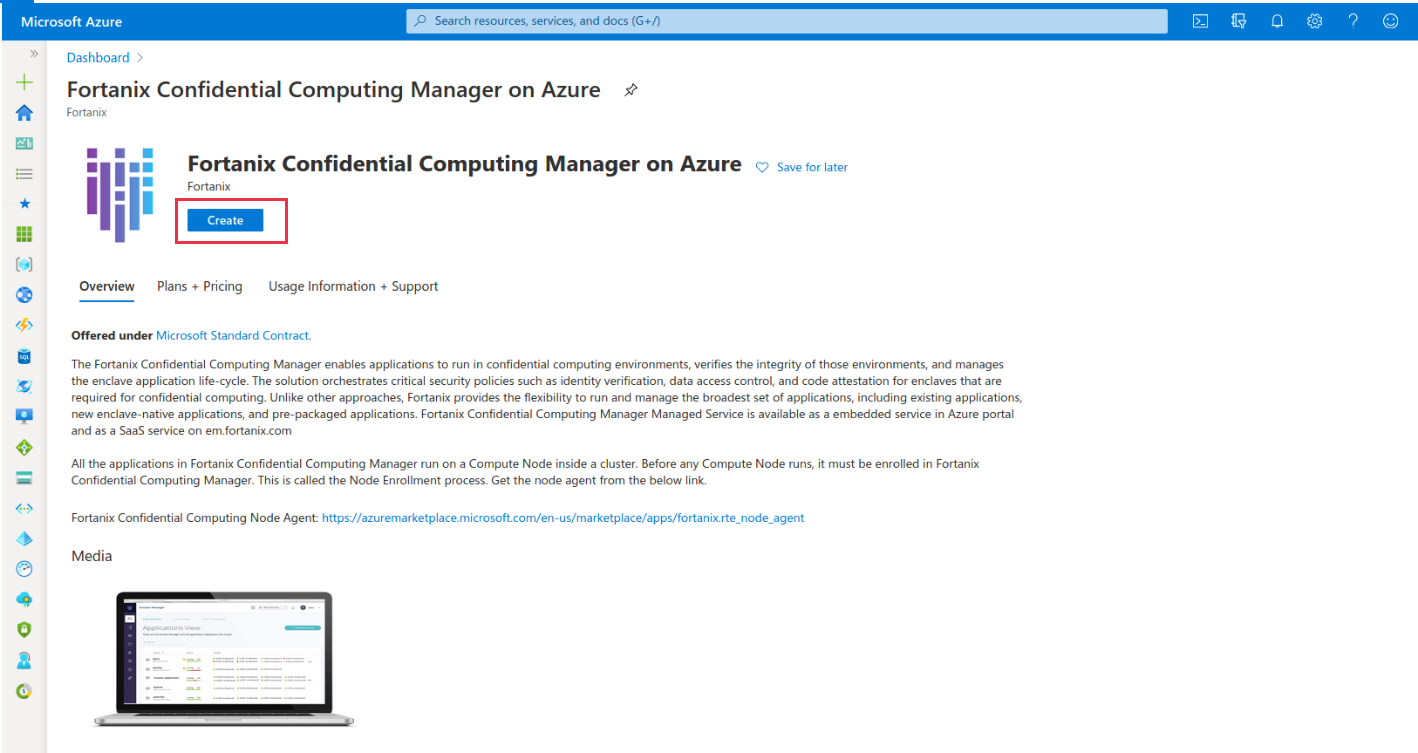 Microsoft Azure
Search resources, services, and docs (G+/)
Dashboard
Fortanix Confidential Computing Manager on Azure
Fortanix
Fortanix Confidential Computing Manager on Azure
Save for later
Fortanix
Create
Overview Plans + Pricing Usage Information + Support
Offered under Microsoft Standard Contract.
The Fortanix Confidential Computing Manager enables applications to run in confidential computing environments, verifies the integrity of those environments, and manages
the enclave application life-cycle. The solution orchestrates critical security policies such as identity verification, data access control, and code attestation for enclaves that are
required for confidential computing. Unlike other approaches, Fortanix provides the flexibility to run and manage the broadest set of applications, including existing applications,
new enclave-native applications, and pre-packaged applications. Fortanix Confidential Computing Manager Managed Service is available as a embedded service in Azure portal
and as a SaaS service on em.fortanix.com
All the applications in Fortanix Confidential Computing Manager run on a Compute Node inside a cluster. Before any Compute Node runs, it must be enrolled in Fortanix
Confidential Computing Manager. This is called the Node Enrollment process. Get the node agent from the below link.
Fortanix Confidential Computing Node Agent: https://azuremarketplace.microsoft.com/en-us/marketplace/apps/fortanix.rte_node_agent
Media
Applications View
SQL